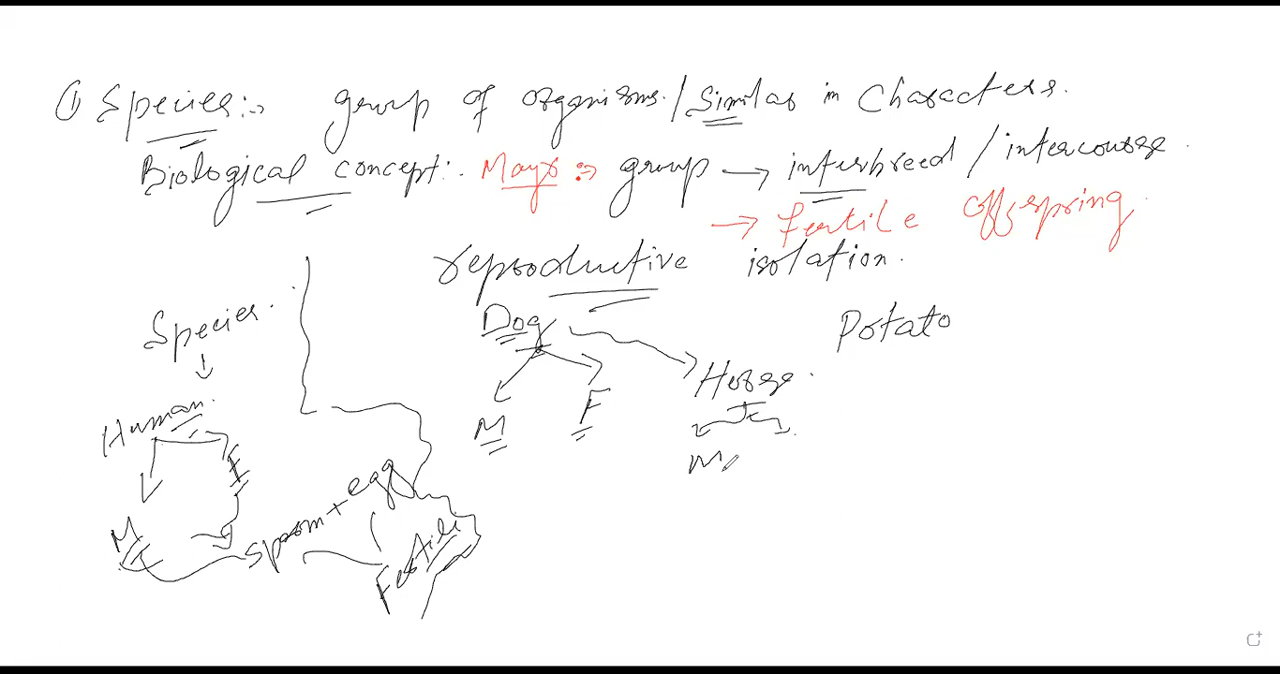 ① Species:→ group of organisms / Similar in Characters.
Biological concept:. Mayr :→ group → interbreed / intercourse.
→ fertile offspring
reproductive isolation.
Species.
↓
Human.
M F
Sperm + egg
Fertile
Dog
M F
Horse.
M
Potato